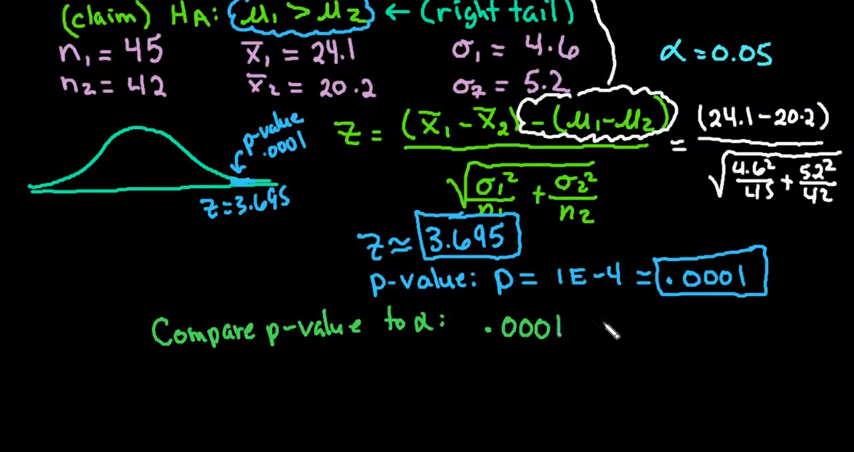 (claim) HA: μ1 > μ2 ← (right tail)
n1 = 45 x̄1 = 24.1 σ1 = 4.6 α = 0.05
n2 = 42 x̄2 = 20.2 σ2 = 5.2
p-value .0001
z=3.695
z = (x̄1 - x̄2) - (μ1 - μ2) / √(σ1²/n1 + σ2²/n2) = (24.1 - 20.2) / √(4.6²/45 + 5.2²/42)
z ≈ 3.695
p-value: p = 1E-4 = .0001
Compare p-value to α: .0001